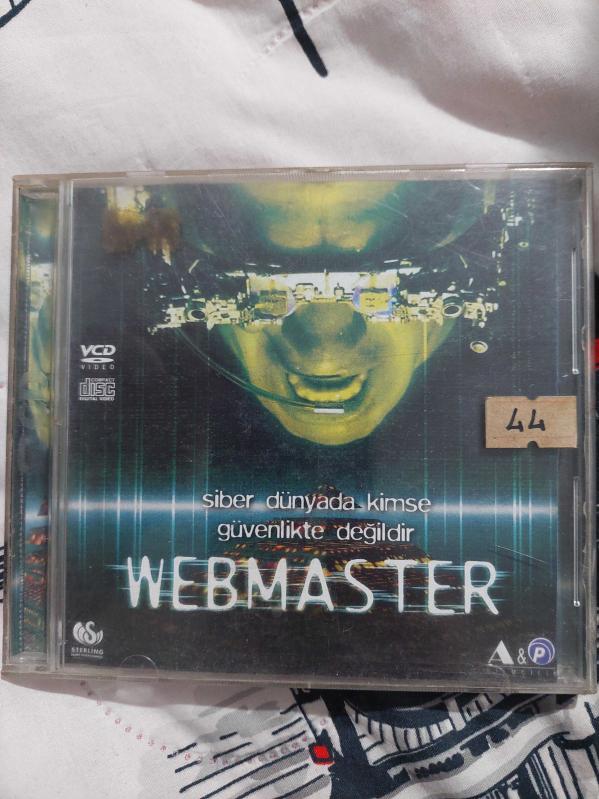 VCD
VIDEO
COMPACT
disc
DIGITAL VIDEO
44
siber dünyada kimse
güvenlikte değildir
WEBMASTER
STERLING
A & P